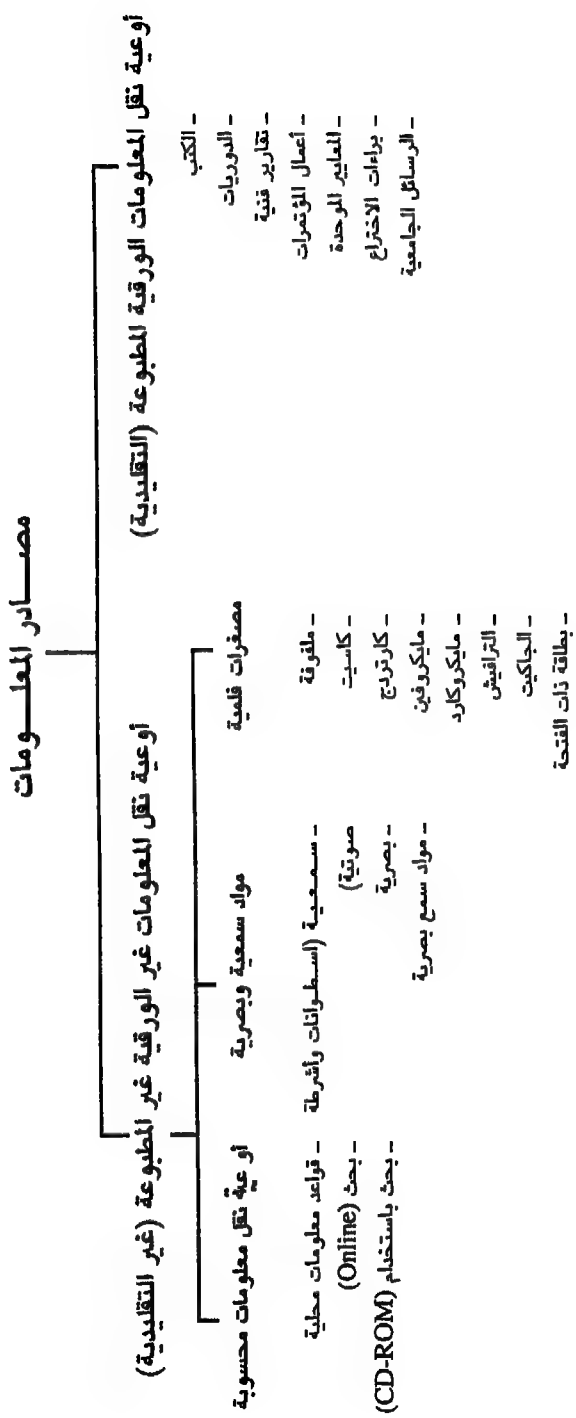 مصادر المعلومات
أوعية نقل المعلومات الورقية المطبوعة (التقليدية)
- الكتب
- الدوريات
- تقارير فنية
- أعمال المؤتمرات
- المعايير الموحدة
- براءات الاختراع
- الرسائل الجامعية
أوعية نقل المعلومات غير الورقية غير المطبوعة (غير التقليدية)
مصغرات فلمية
- ملفوفة
- كاسيت
- كارتردج
- مايكروفين
- مايكروكارد
- الترافيش
- الجاكيت
- بطاقة ذات الفتحة
مواد سمعية وبصرية
- سمعية (اسطوانات وأشرطة
صوتية)
- بصرية
- مواد سمع بصرية
أوعية نقل معلومات محسوبة
- قواعد معلومات محلية
- بحث (Online)
- بحث باستخدام
(CD-ROM)